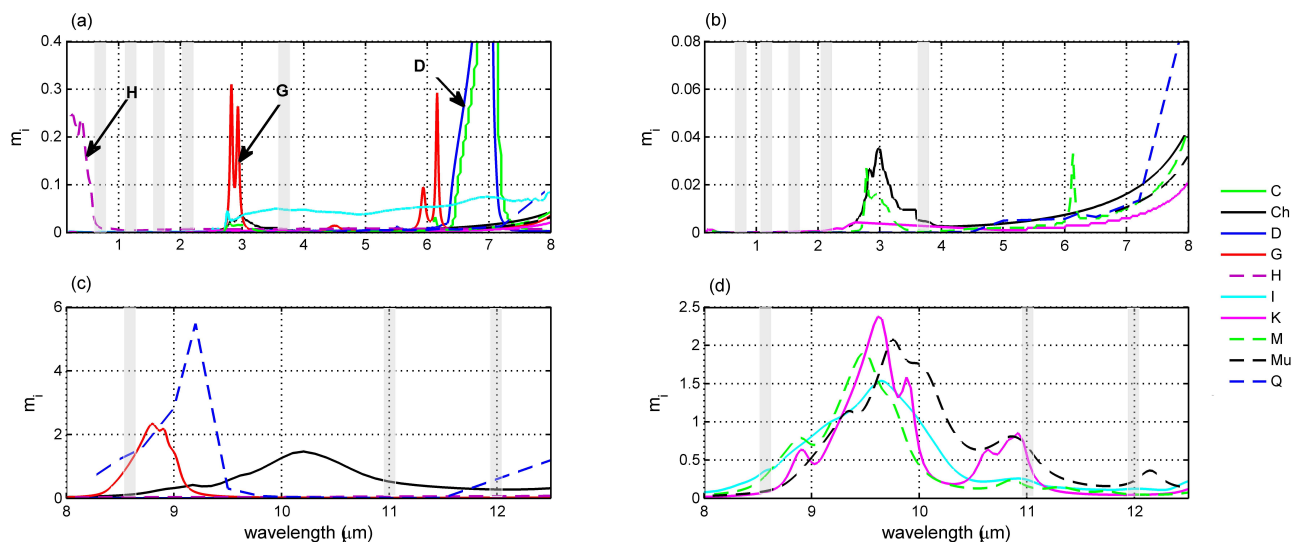 (a)
0.4
0.3
0.2
0.1
0
m_i
H
G
D
1 2 3 4 5 6 7 8
(b)
0.08
0.06
0.04
0.02
0
m_i
1 2 3 4 5 6 7 8
(c)
6
4
2
0
m_i
8 9 10 11 12
wavelength (μm)
(d)
2.5
2
1.5
1
0.5
0
m_i
8 9 10 11 12
wavelength (μm)
C
Ch
D
G
H
I
K
M
Mu
Q